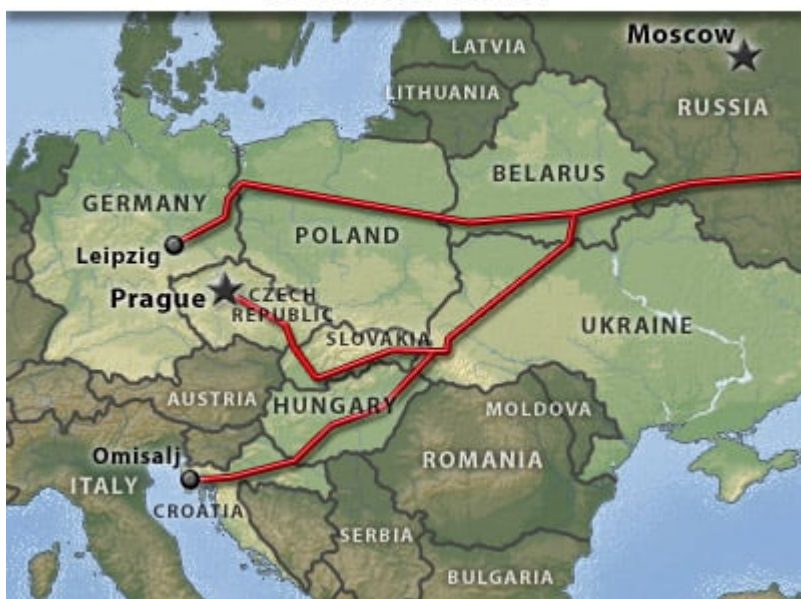 LATVIA
Moscow
LITHUANIA
RUSSIA
BELARUS
GERMANY
POLAND
Leipzig
Prague
CZECH
REPUBLIC
UKRAINE
SLOVAKIA
AUSTRIA
HUNGARY
MOLDOVA
Omisalj
ROMANIA
ITALY
CROATIA
SERBIA
BULGARIA